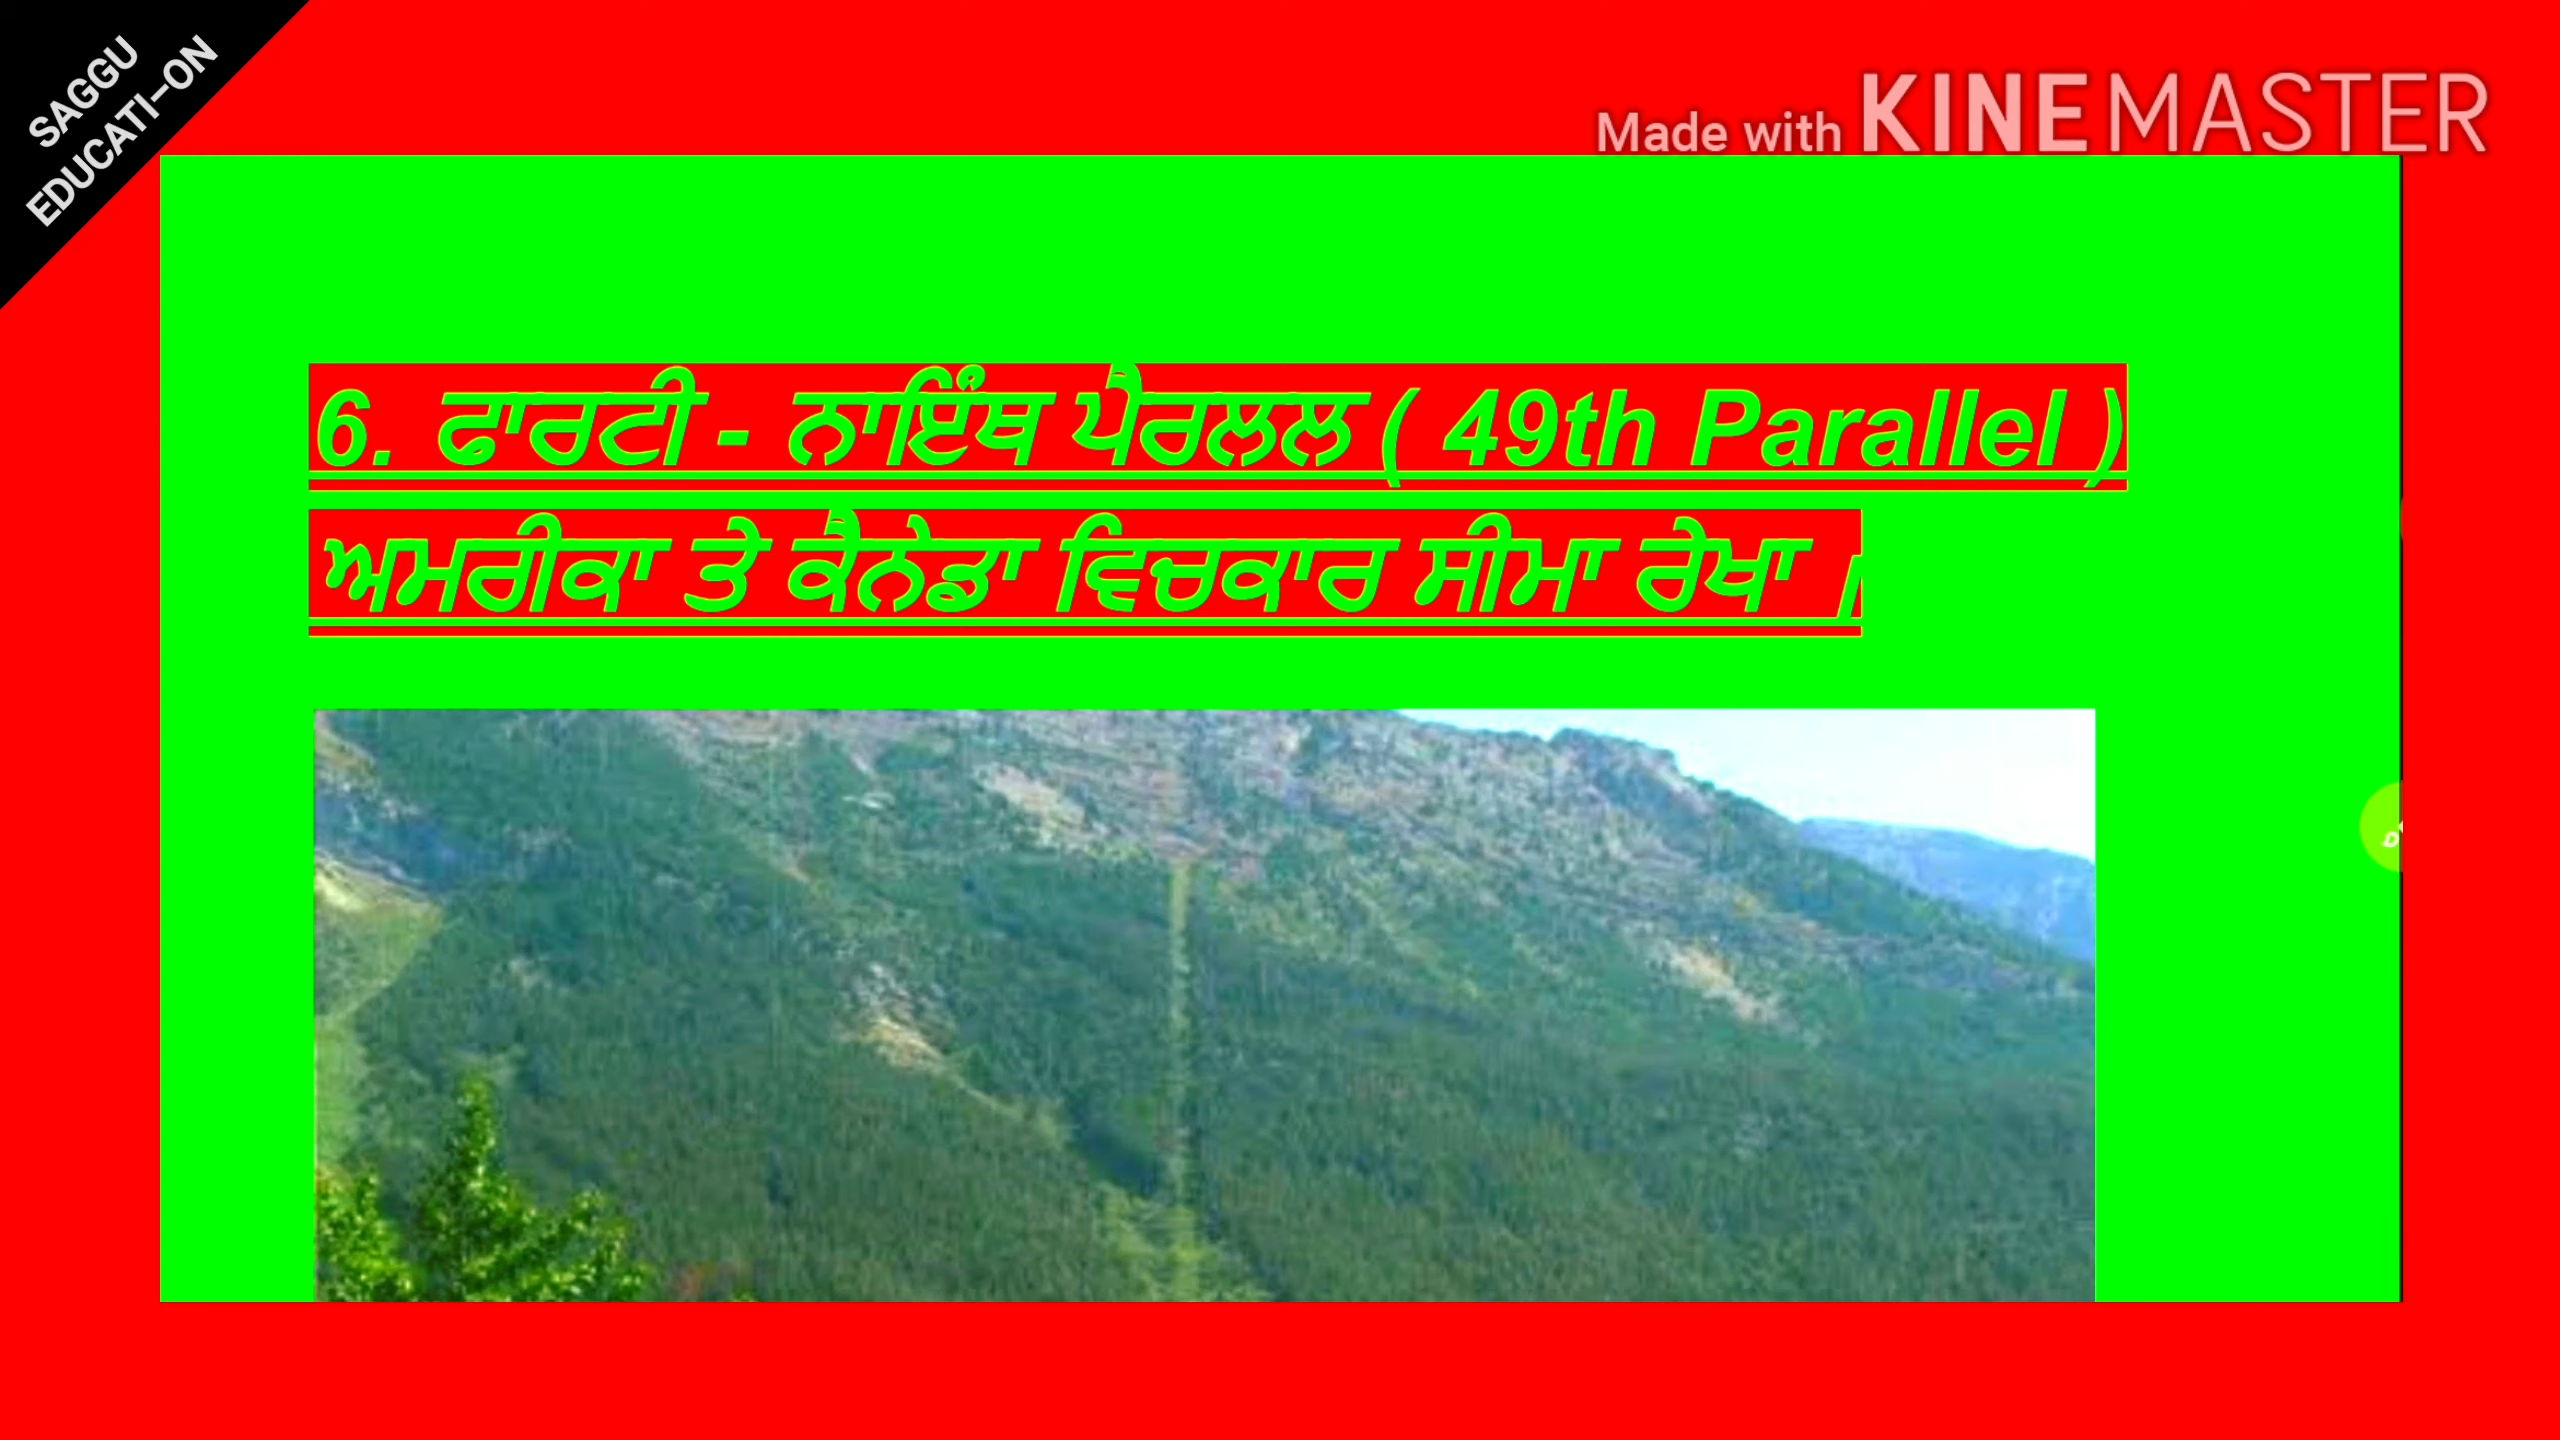 SAGGU
EDUCATI-ON
Made with KINEMASTER
6. ਫਾਰਟੀ - ਨਾਇੰਥ ਪੈਰਲਲ ( 49th Parallel )
ਅਮਰੀਕਾ ਤੇ ਕੈਨੇਡਾ ਵਿਚਕਾਰ ਸੀਮਾ ਰੇਖਾ ।